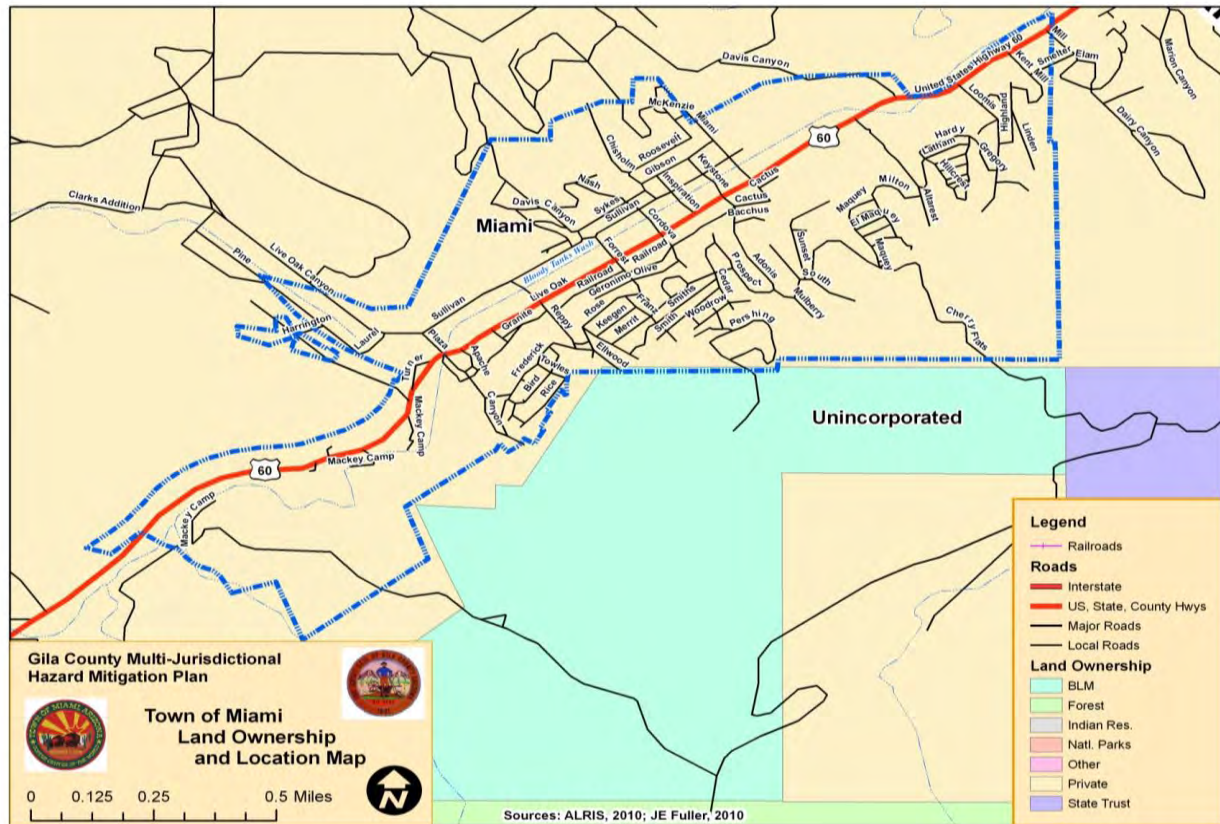 Mill
Smelter
Elam
Marion Canyon
United States Highway 60
Kent
Mill
Davis Canyon
Dairy Canyon
Loomis
Highland
Linden
McKenzie
Miami
60
Chisholm
Roosevelt
Gibson
Keystone
Hardy
Latham
Gregory
Hillcrest
Nash
Inspiration
Cactus
Milton
Altarest
Clarks Addition
Davis Canyon
Sykes
Sullivan
Cactus
Maquey
Bacchus
El Maquey
Miami
Cordova
Pine
Live Oak Canyon
Bloody Tanks Wash
Forrest
Railroad
Sunset
Maquey
Adonis
Prospect
South
Sullivan
Live Oak
Railroad
Geronimo
Olive
Cedar
Smiths
Mulberry
Harrington
Laurel
Granite
Reppy
Rose
Franz
Keegen
Merrit
Smith
Woodrow
Pershing
Cherry Flats
Plaza
Apache
Turner
Frederick
Towles
Ellwood
Bird
Rice
Canyon
Mackey Camp
Unincorporated
Mackey Camp
60
Mackey Camp
Legend
Railroads
Roads
Interstate
US, State, County Hwys
Major Roads
Local Roads
Land Ownership
BLM
Forest
Indian Res.
Natl. Parks
Other
Private
State Trust
Gila County Multi-Jurisdictional
Hazard Mitigation Plan
Town of Miami
Land Ownership
and Location Map
0 0.125 0.25 0.5 Miles
N
Sources: ALRIS, 2010; JE Fuller, 2010